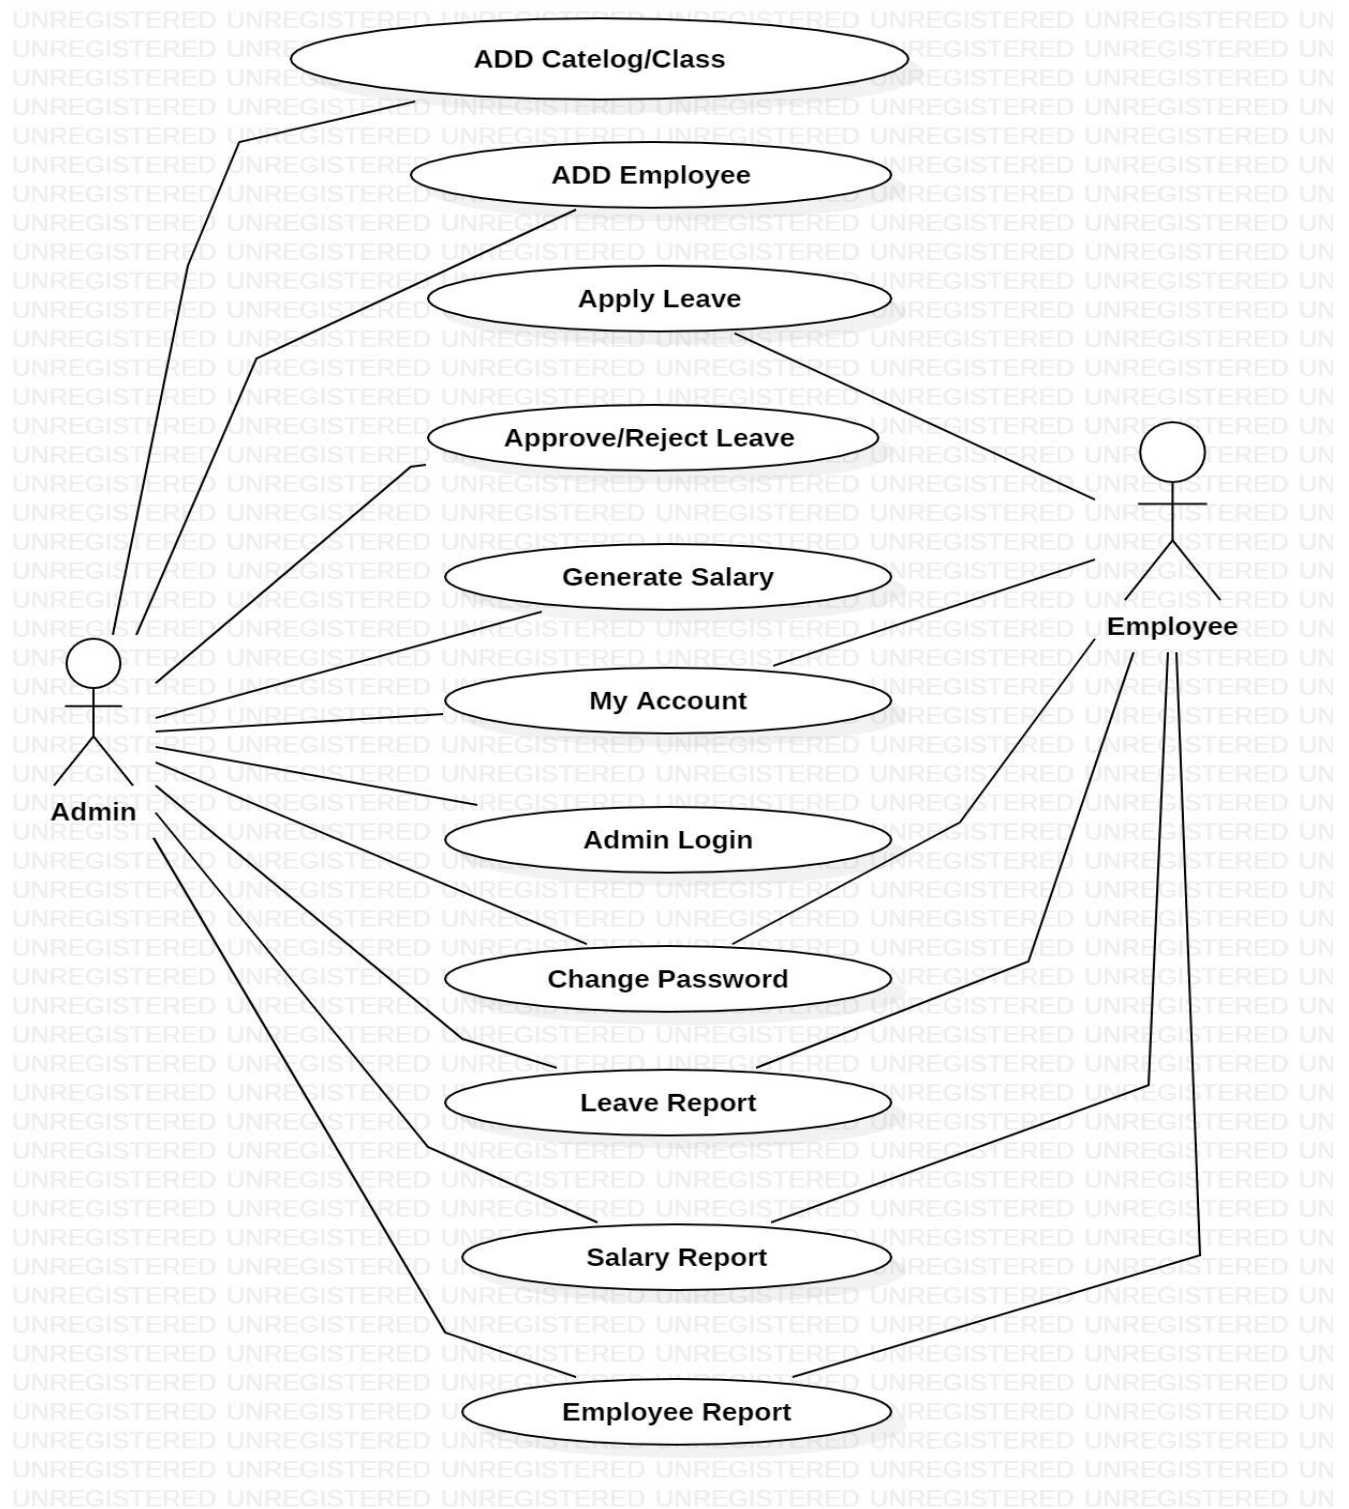 ADD Catelog/Class
ADD Employee
Apply Leave
Approve/Reject Leave
Generate Salary
Employee
My Account
Admin
Admin Login
Change Password
Leave Report
Salary Report
Employee Report
UNREGISTERED